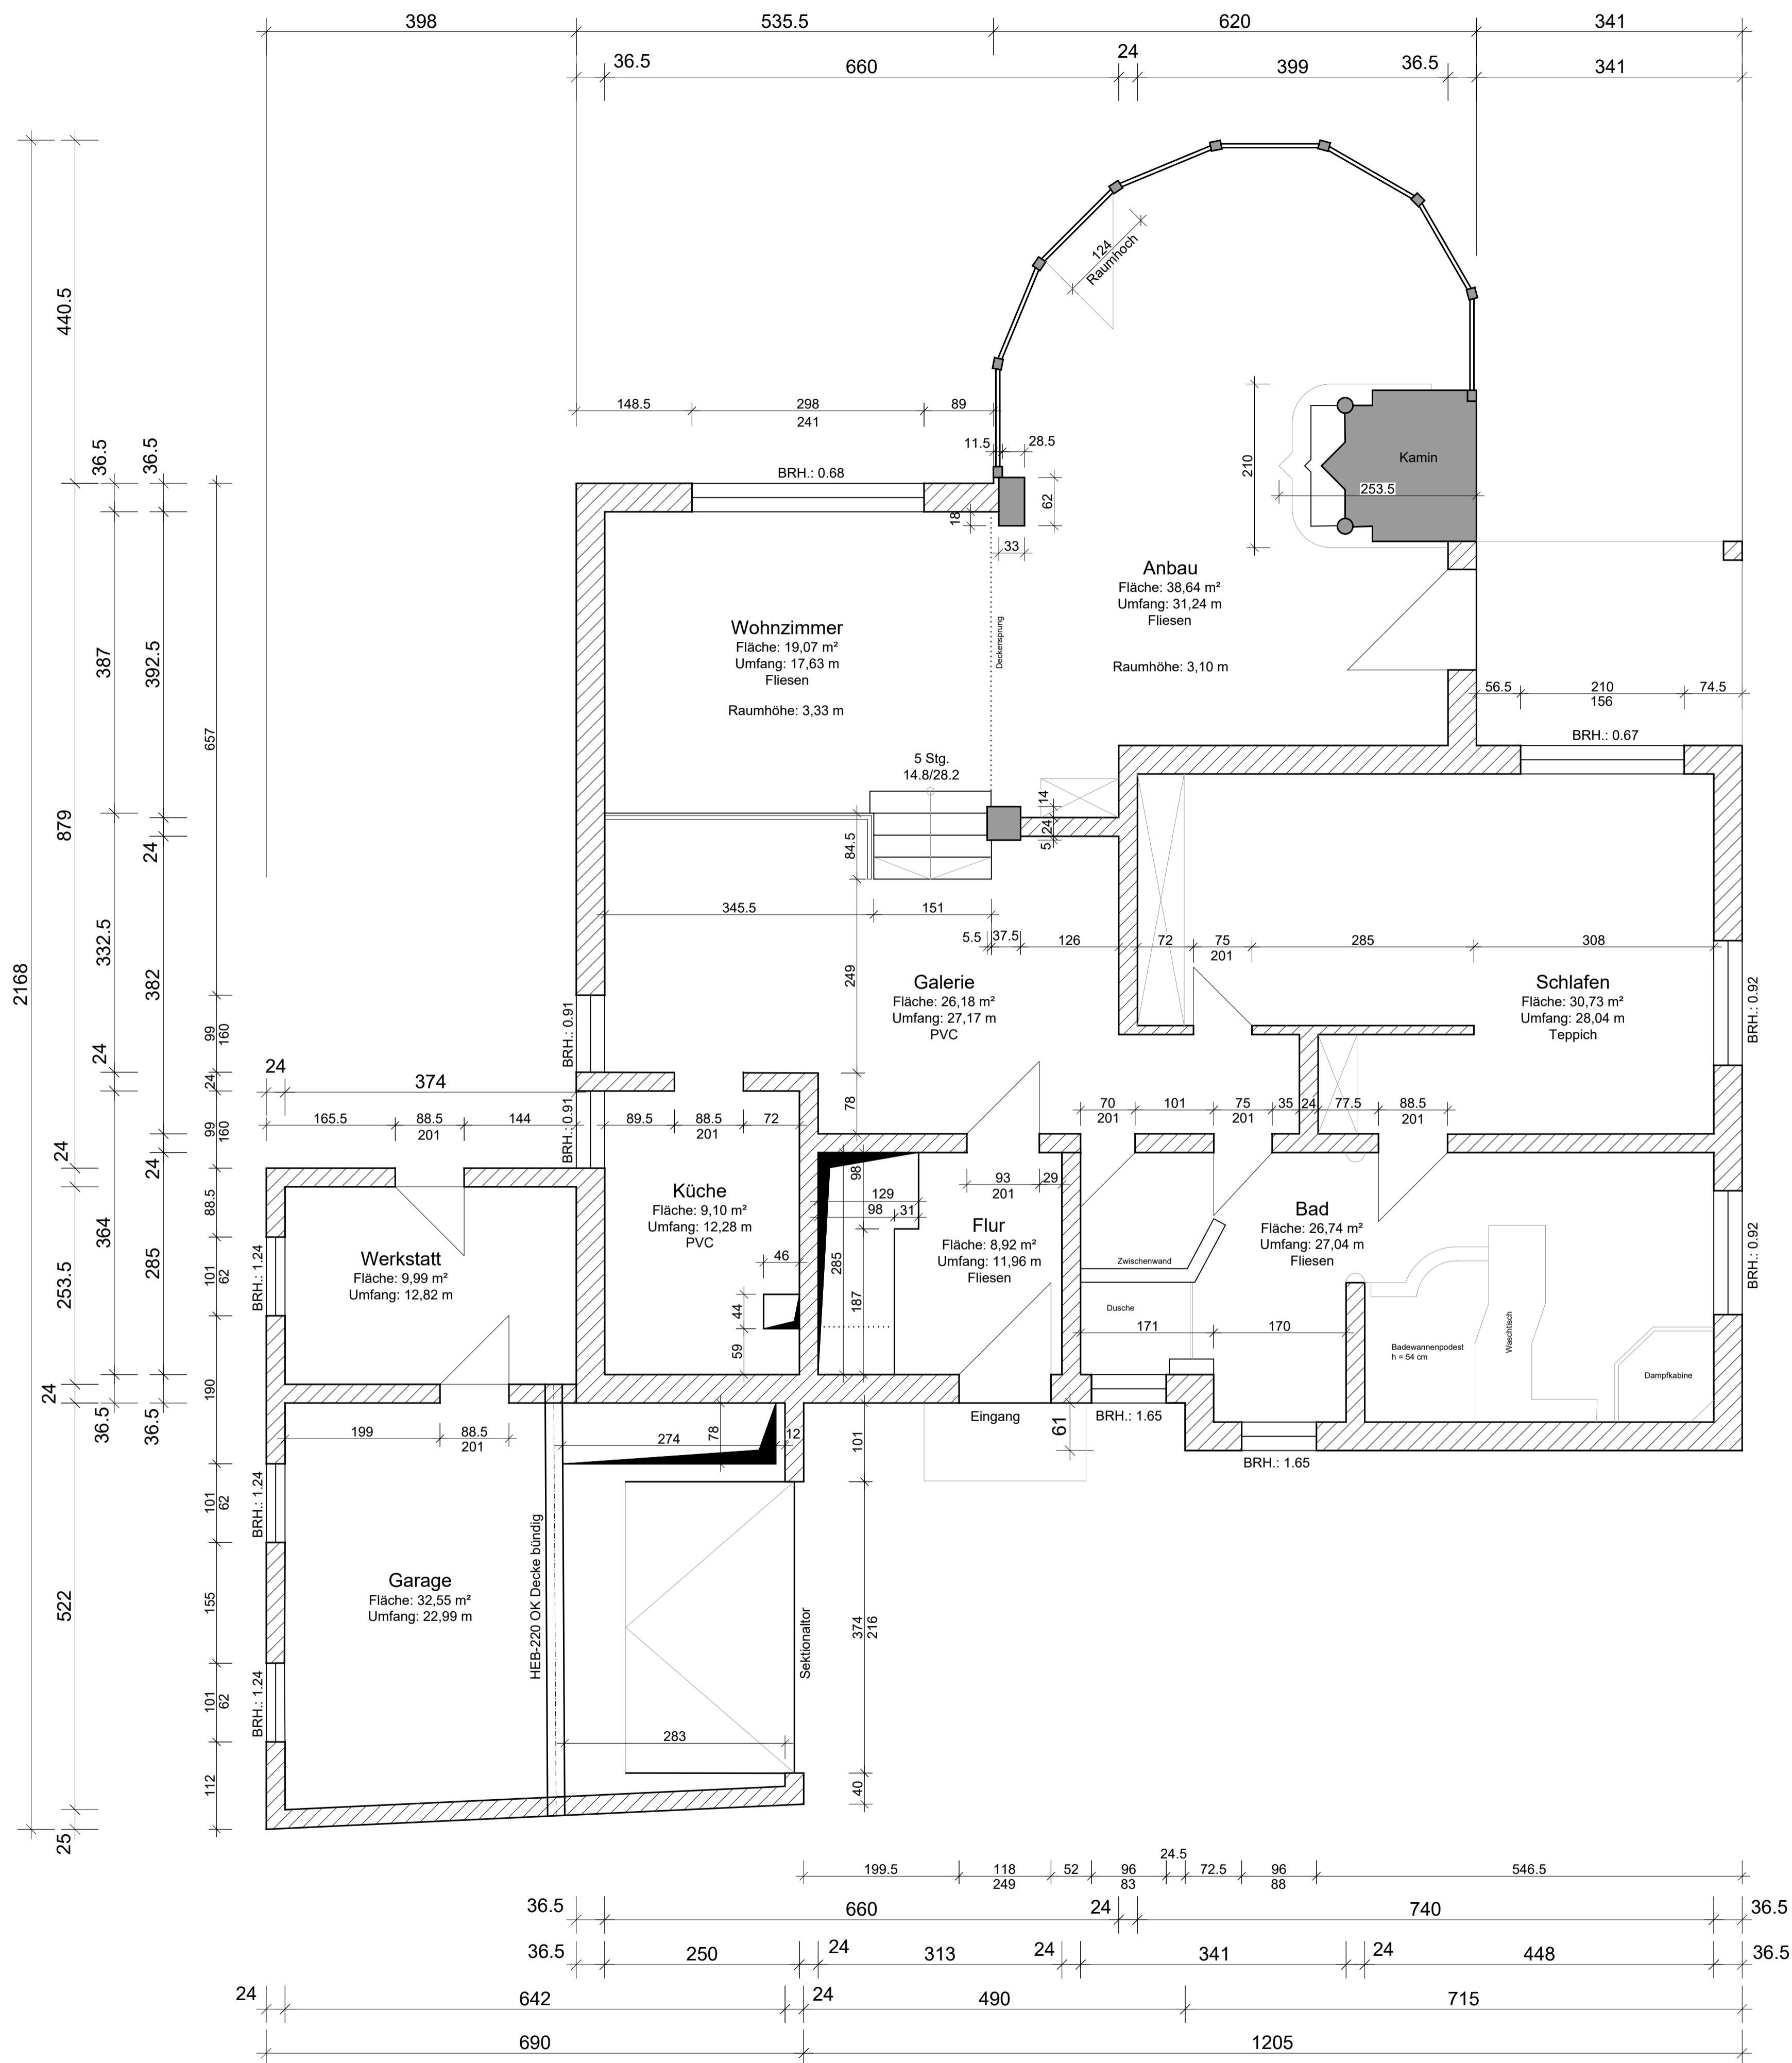 398
535.5
620
341
36.5
660
24
399
36.5
341
440.5
124
Raumhoch
148.5
298
241
89
11.5
28.5
36.5
36.5
BRH.: 0.68
18
62
33
210
Kamin
253.5
Anbau
Fläche: 38,64 m²
Umfang: 31,24 m
Fliesen
Raumhöhe: 3,10 m
Deckensprung
Wohnzimmer
Fläche: 19,07 m²
Umfang: 17,63 m
Fliesen
Raumhöhe: 3,33 m
387
392.5
657
56.5
210
156
74.5
BRH.: 0.67
5 Stg.
14.8/28.2
879
24
84.5
14
24
5
345.5
151
5.5
37.5
126
72
75
201
285
308
2168
332.5
382
249
Galerie
Fläche: 26,18 m²
Umfang: 27,17 m
PVC
Schlafen
Fläche: 30,73 m²
Umfang: 28,04 m
Teppich
BRH.: 0.92
99
160
BRH.: 0.91
24
24
24
374
165.5
88.5
201
144
99
160
BRH.: 0.91
89.5
88.5
201
72
78
70
201
101
75
201
35
24
77.5
88.5
201
24
24
88.5
98
129
98
31
93
201
29
Küche
Fläche: 9,10 m²
Umfang: 12,28 m
PVC
Flur
Fläche: 8,92 m²
Umfang: 11,96 m
Fliesen
Bad
Fläche: 26,74 m²
Umfang: 27,04 m
Fliesen
364
253.5
285
101
62
BRH.: 1.24
Werkstatt
Fläche: 9,99 m²
Umfang: 12,82 m
46
44
59
285
187
Zwischenwand
Dusche
171
170
Badewannenpodest
h = 54 cm
Waschtisch
Dampfkabine
BRH.: 0.92
24
36.5
36.5
190
199
88.5
201
274
78
12
101
Eingang
61
BRH.: 1.65
BRH.: 1.65
101
62
BRH.: 1.24
HEB-220 OK Decke bündig
Garage
Fläche: 32,55 m²
Umfang: 22,99 m
522
155
374
216
Sektionaltor
101
62
BRH.: 1.24
283
112
40
25
199.5
118
249
52
96
83
24.5
72.5
96
88
546.5
36.5
660
24
740
36.5
36.5
250
24
313
24
341
24
448
36.5
24
642
24
490
715
690
1205